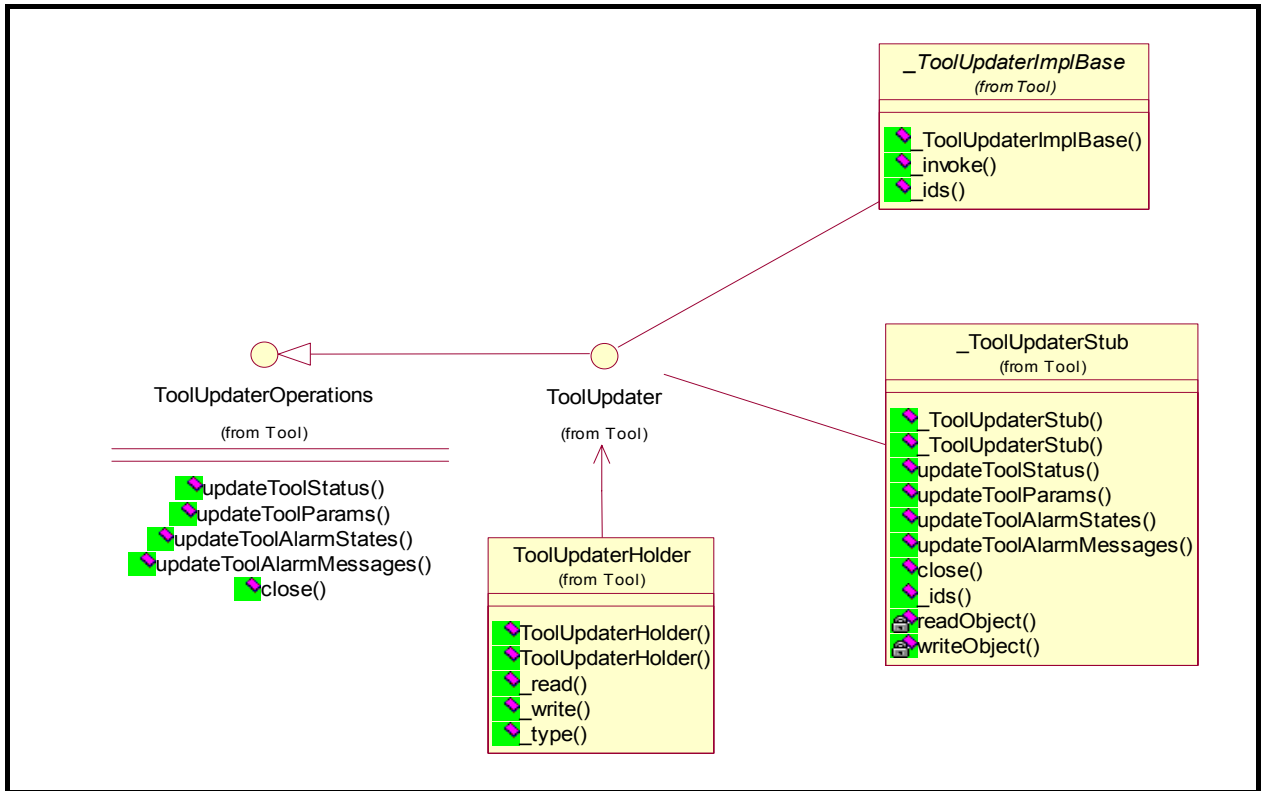 _ToolUpdaterImplBase
(from Tool)
_ToolUpdaterImplBase()
_invoke()
_ids()
ToolUpdaterOperations
(from Tool)
updateToolStatus()
updateToolParams()
updateToolAlarmStates()
updateToolAlarmMessages()
close()
ToolUpdater
(from Tool)
_ToolUpdaterStub
(from Tool)
_ToolUpdaterStub()
_ToolUpdaterStub()
updateToolStatus()
updateToolParams()
updateToolAlarmStates()
updateToolAlarmMessages()
close()
_ids()
readObject()
writeObject()
ToolUpdaterHolder
(from Tool)
ToolUpdaterHolder()
ToolUpdaterHolder()
_read()
_write()
_type()